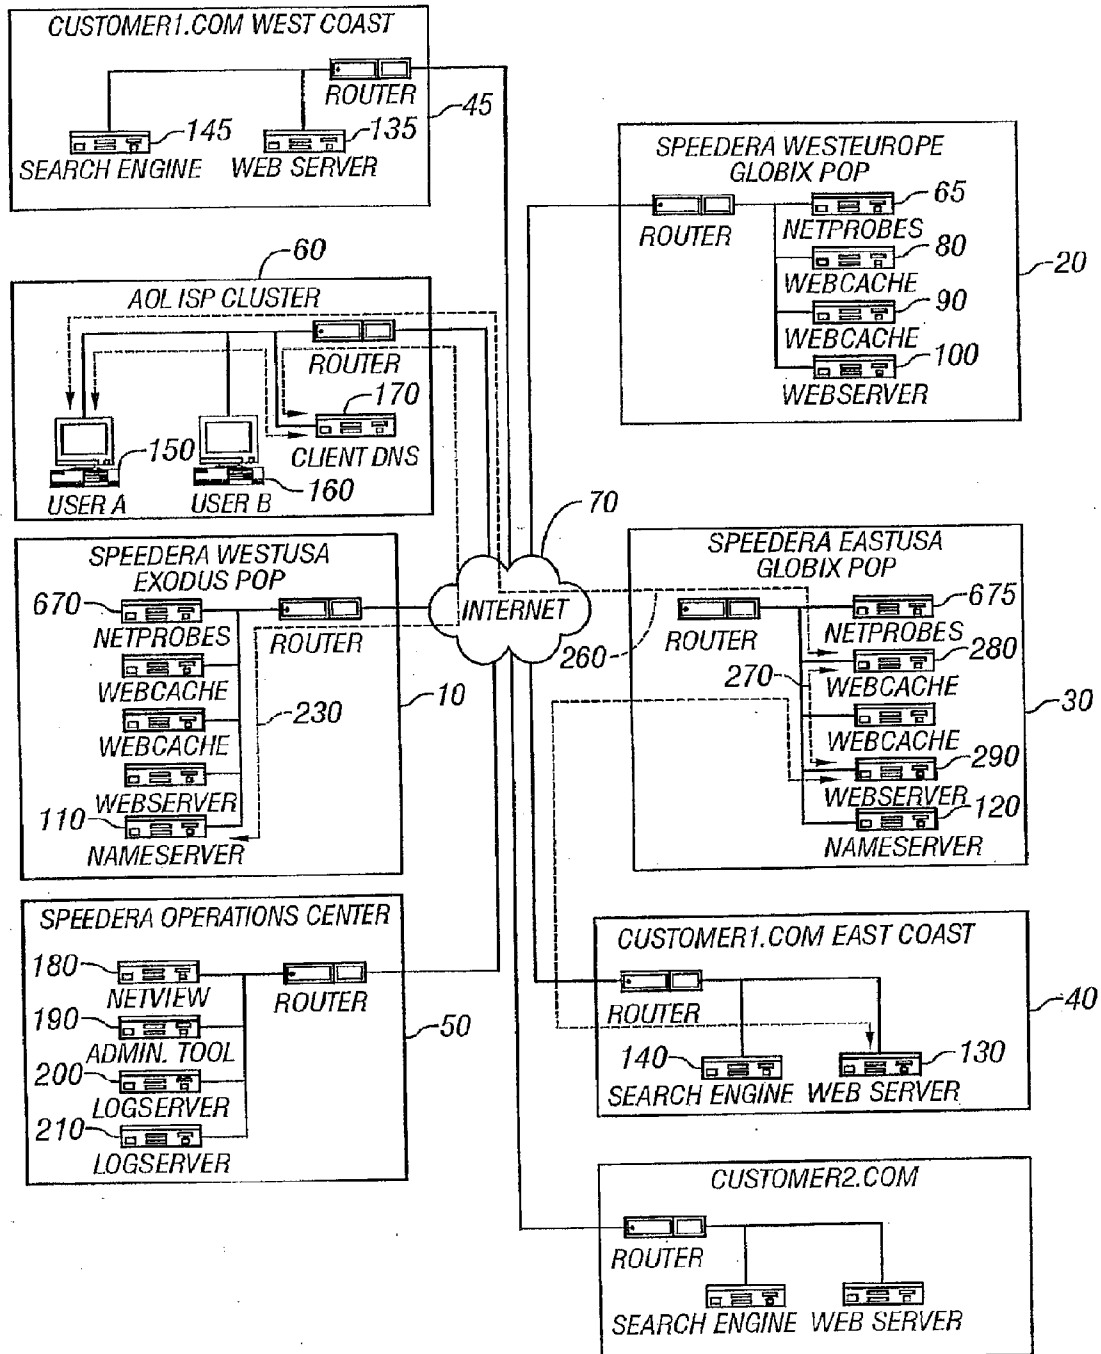 CUSTOMER1.COM WEST COAST
ROUTER
45
145
135
SEARCH ENGINE
WEB SERVER
60
AOL ISP CLUSTER
ROUTER
170
CLIENT DNS
150
160
USER A
USER B
SPEEDERA WESTUSA
EXODUS POP
670
NETPROBES
ROUTER
WEBCACHE
WEBCACHE
230
10
WEBSERVER
110
NAMESERVER
SPEEDERA OPERATIONS CENTER
180
NETVIEW
ROUTER
190
ADMIN. TOOL
50
200
LOGSERVER
210
LOGSERVER
70
INTERNET
SPEEDERA WESTEUROPE
GLOBIX POP
65
ROUTER
NETPROBES
80
20
WEBCACHE
90
WEBCACHE
100
WEBSERVER
SPEEDERA EASTUSA
GLOBIX POP
675
ROUTER
NETPROBES
260
280
270
WEBCACHE
30
WEBCACHE
290
WEBSERVER
120
NAMESERVER
CUSTOMER1.COM EAST COAST
ROUTER
40
140
130
SEARCH ENGINE
WEB SERVER
CUSTOMER2.COM
ROUTER
SEARCH ENGINE
WEB SERVER